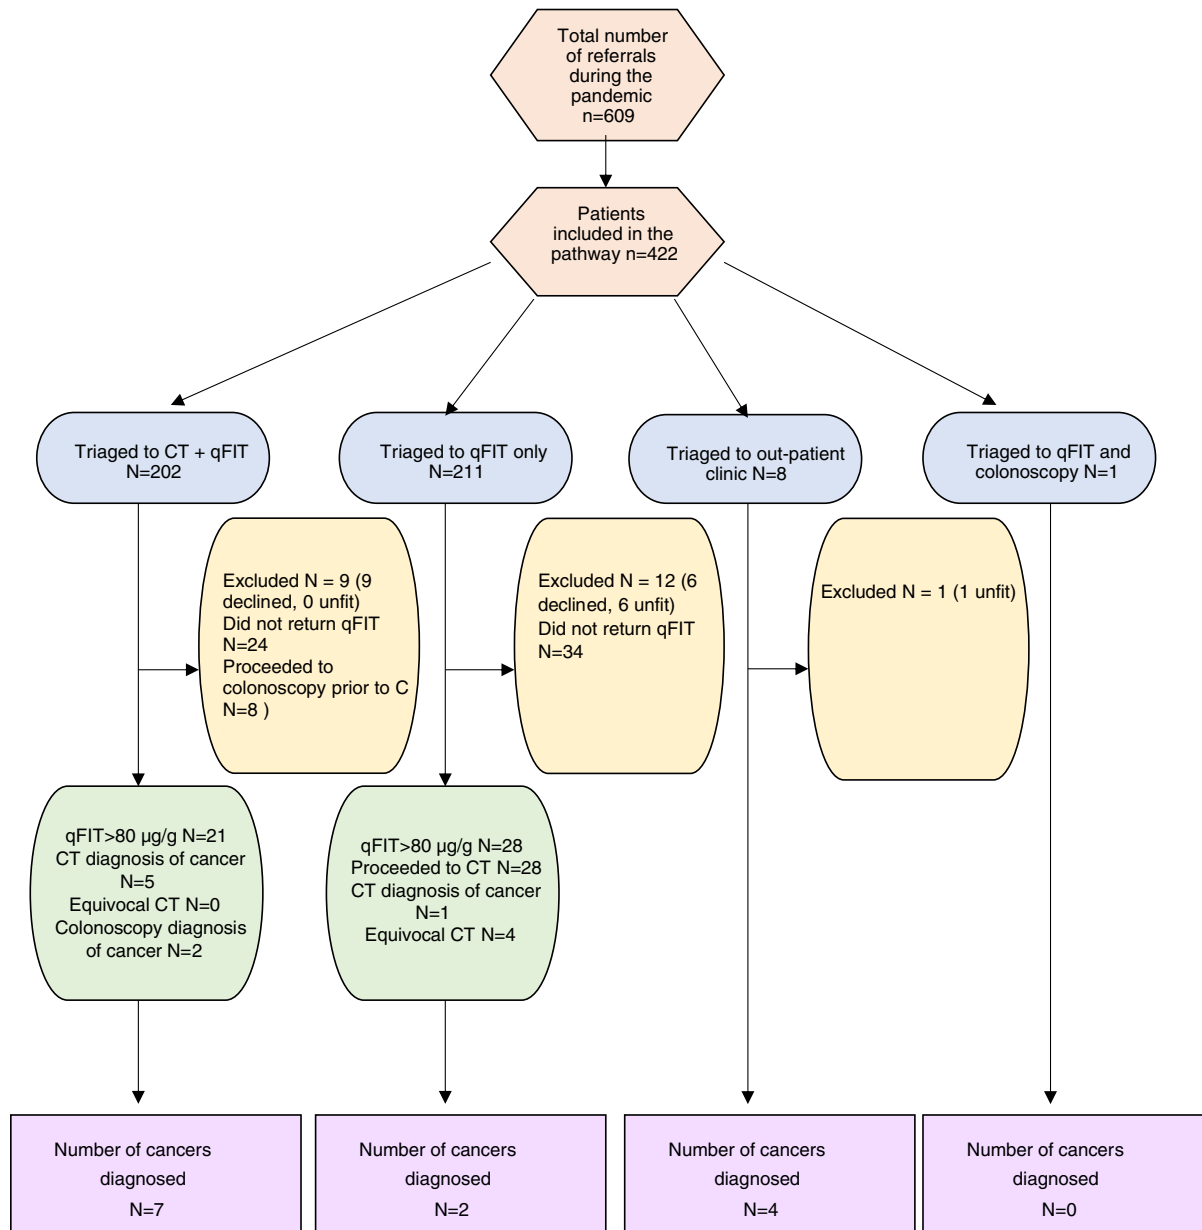 Total number
of referrals
during the
pandemic
n=609
Patients
included in the
pathway n=422
Triaged to CT + qFIT
N=202
Triaged to qFIT only
N=211
Triaged to out-patient
clinic N=8
Triaged to qFIT and
colonoscopy N=1
Excluded N = 9 (9
declined, 0 unfit)
Did not return qFIT
N=24
Proceeded to
colonoscopy prior to C
N=8 )
Excluded N = 12 (6
declined, 6 unfit)
Did not return qFIT
N=34
Excluded N = 1 (1 unfit)
qFIT>80 µg/g N=21
CT diagnosis of cancer
N=5
Equivocal CT N=0
Colonoscopy diagnosis
of cancer N=2
qFIT>80 µg/g N=28
Proceeded to CT N=28
CT diagnosis of cancer
N=1
Equivocal CT N=4
Number of cancers
diagnosed
N=7
Number of cancers
diagnosed
N=2
Number of cancers
diagnosed
N=4
Number of cancers
diagnosed
N=0